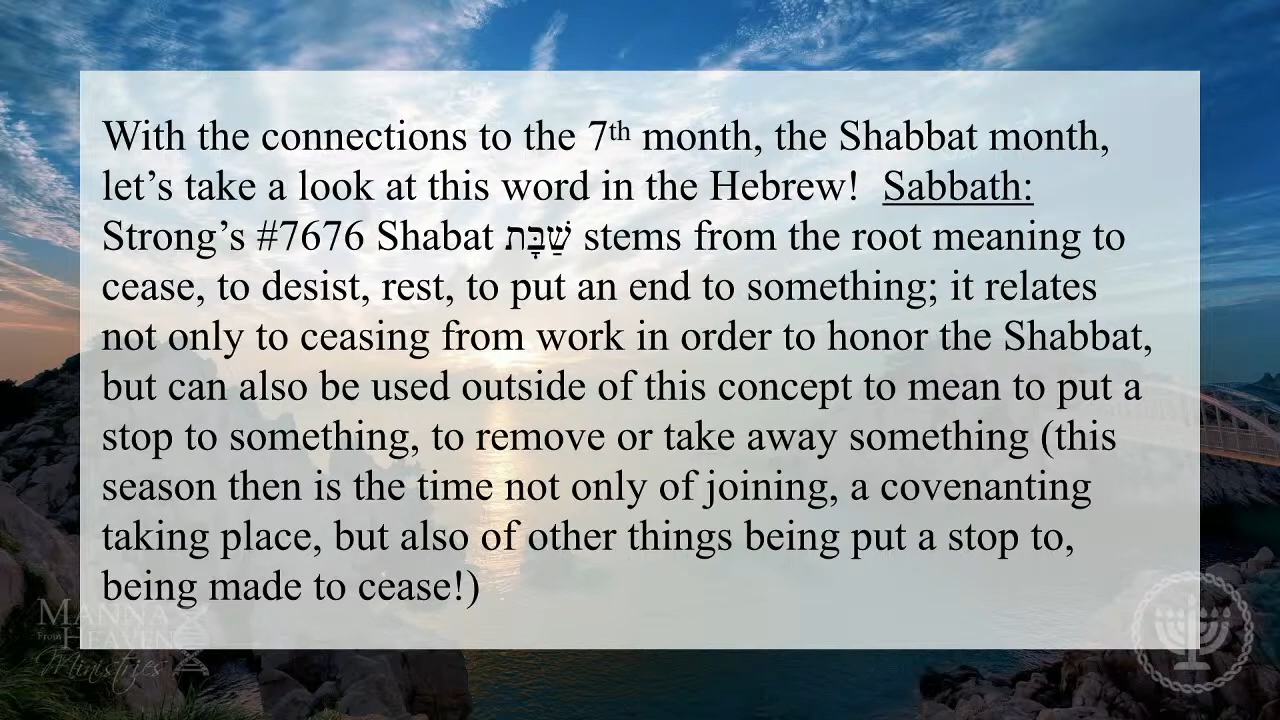 With the connections to the 7th month, the Shabbat month,
let’s take a look at this word in the Hebrew!  Sabbath:
Strong’s #7676 Shabat שַׁבָּת stems from the root meaning to
cease, to desist, rest, to put an end to something; it relates
not only to ceasing from work in order to honor the Shabbat,
but can also be used outside of this concept to mean to put a
stop to something, to remove or take away something (this
season then is the time not only of joining, a covenanting
taking place, but also of other things being put a stop to,
being made to cease!)
MANNA
From HEAVEN
Ministries